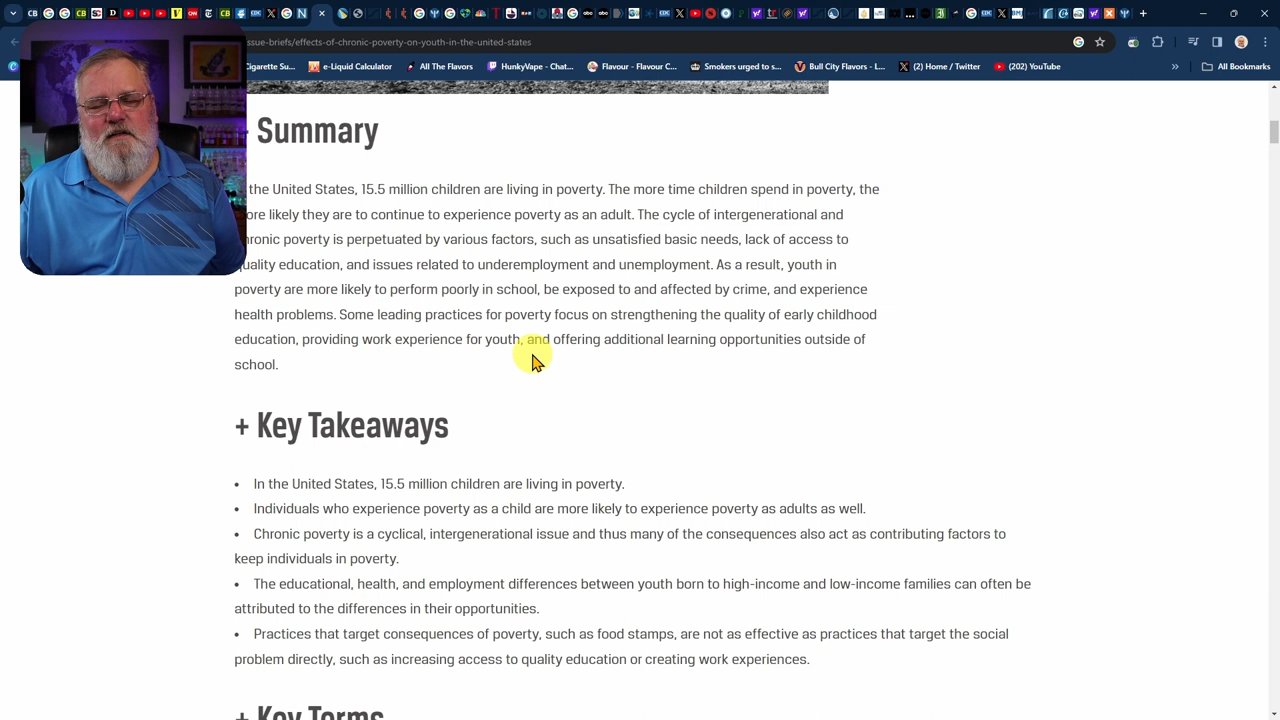 ssue-briefs/effects-of-chronic-poverty-on-youth-in-the-united-states
igarette Su... e-Liquid Calculator All The Flavors HunkyVape - Chat... Flavour – Flavour C... Smokers urged to s... Bull City Flavors – I... (2) Home / Twitter (202) YouTube » All Bookmarks
Summary
the United States, 15.5 million children are living in poverty. The more time children spend in poverty, the
ore likely they are to continue to experience poverty as an adult. The cycle of intergenerational and
hronic poverty is perpetuated by various factors, such as unsatisfied basic needs, lack of access to
uality education, and issues related to underemployment and unemployment. As a result, youth in
poverty are more likely to perform poorly in school, be exposed to and affected by crime, and experience
health problems. Some leading practices for poverty focus on strengthening the quality of early childhood
education, providing work experience for youth, and offering additional learning opportunities outside of
school.
+ Key Takeaways
• In the United States, 15.5 million children are living in poverty.
• Individuals who experience poverty as a child are more likely to experience poverty as adults as well.
• Chronic poverty is a cyclical, intergenerational issue and thus many of the consequences also act as contributing factors to
keep individuals in poverty.
• The educational, health, and employment differences between youth born to high-income and low-income families can often be
attributed to the differences in their opportunities.
• Practices that target consequences of poverty, such as food stamps, are not as effective as practices that target the social
problem directly, such as increasing access to quality education or creating work experiences.
+ Key Terms